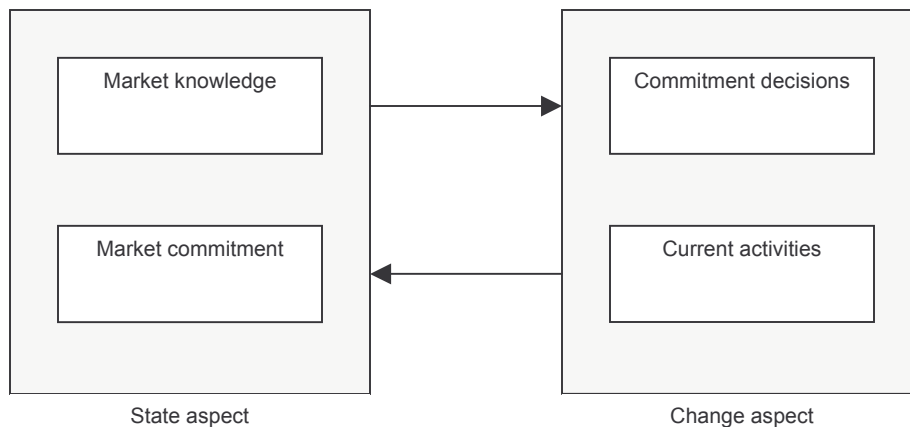 Market knowledge
Commitment decisions
Market commitment
Current activities
State aspect
Change aspect